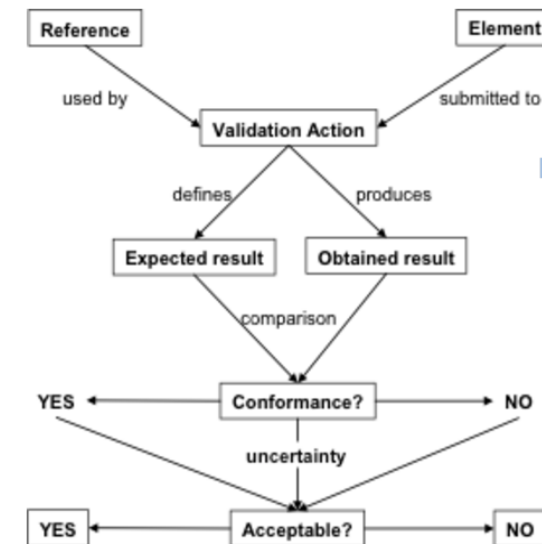 Reference
Element
used by
submitted to
Validation Action
defines
produces
Expected result
Obtained result
comparison
YES
Conformance?
NO
uncertainty
YES
Acceptable?
NO